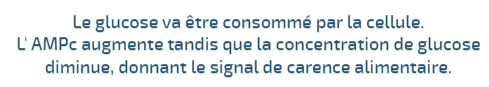 Le glucose va être consommé par la cellule.
L' AMPc augmente tandis que la concentration de glucose
diminue, donnant le signal de carence alimentaire.